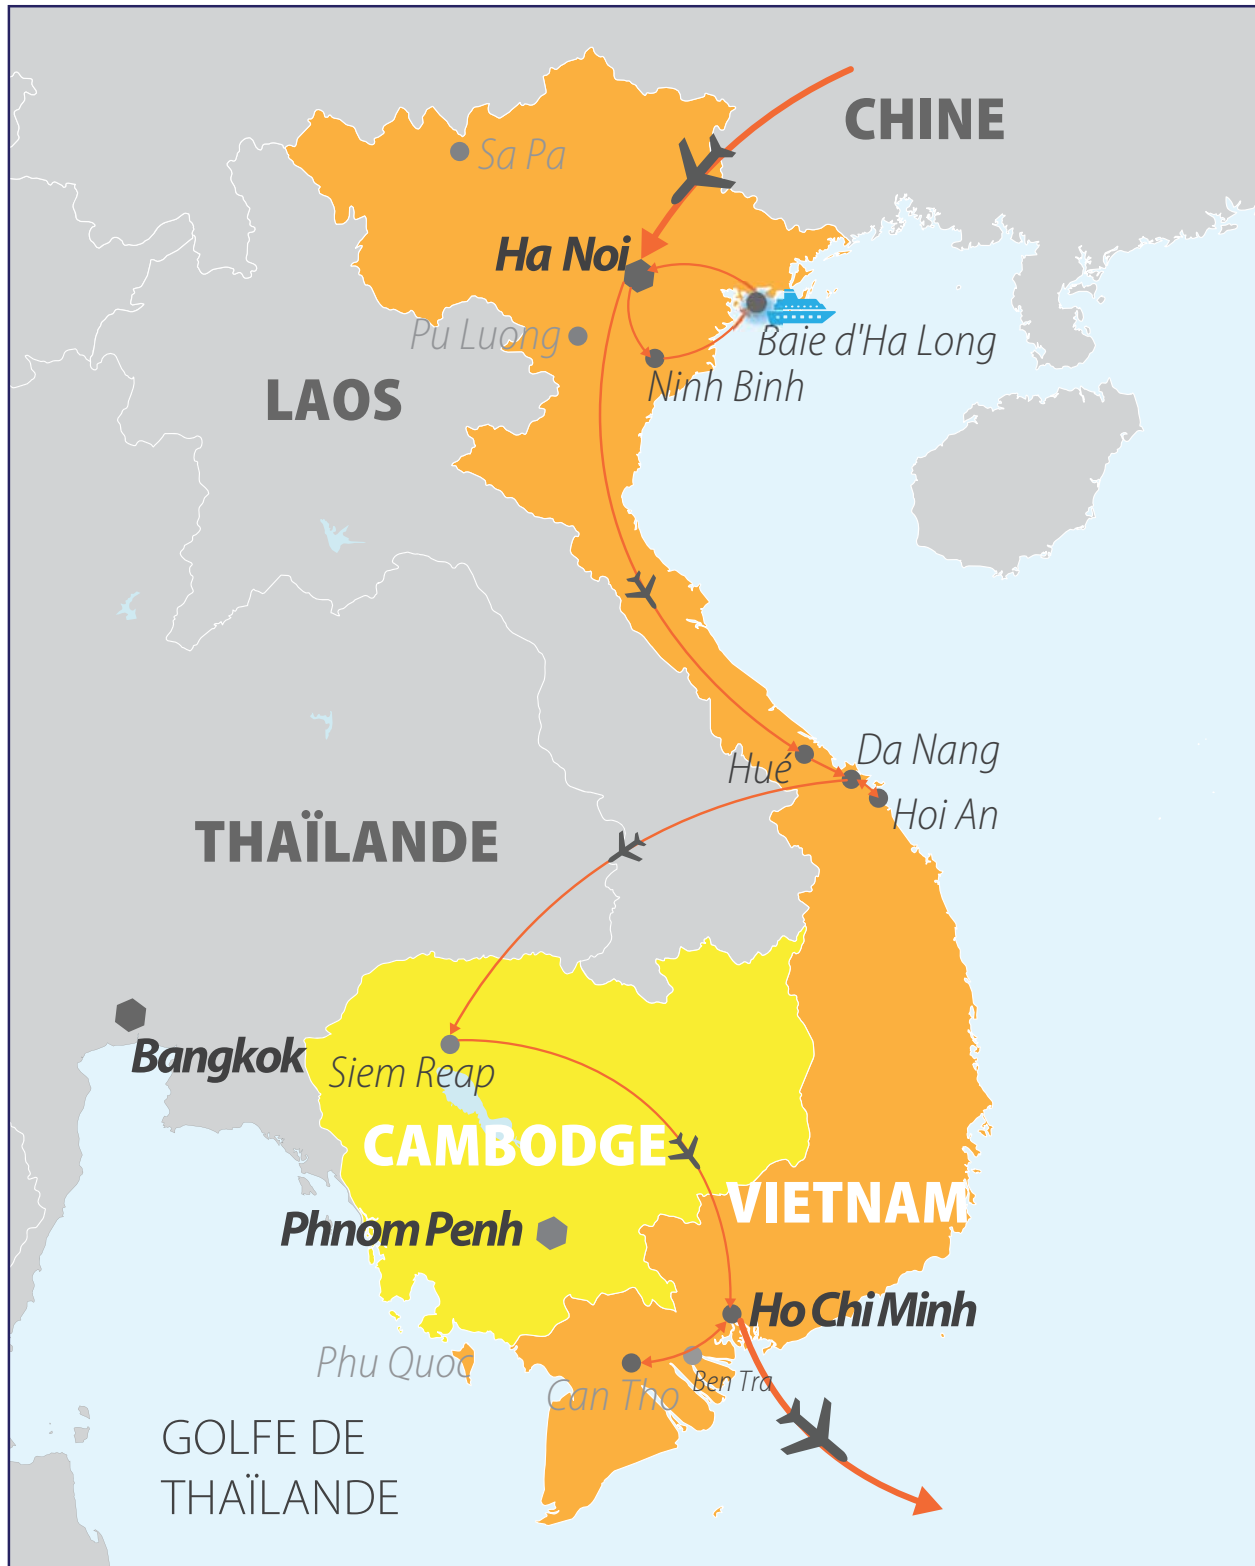 CHINE
Sa Pa
Ha Noi
Pu Luong
Baie d'Ha Long
Ninh Binh
LAOS
Da Nang
Hué
Hoi An
THAÏLANDE
Bangkok
Siem Reap
CAMBODGE
VIETNAM
Phnom Penh
Ho Chi Minh
Phu Quoc
Can Tho
Ben Tra
GOLFE DE
THAÏLANDE